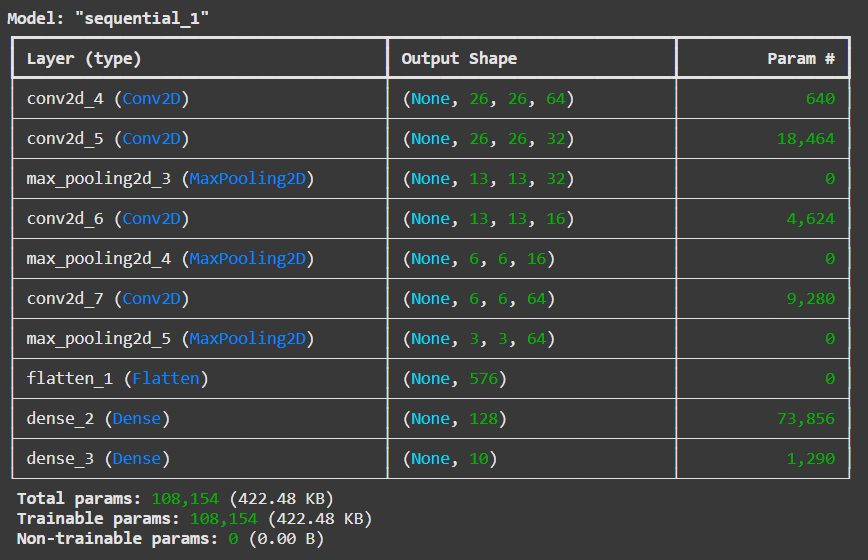 Model: "sequential_1"
Layer (type) Output Shape Param #
conv2d_4 (Conv2D) (None, 26, 26, 64) 640
conv2d_5 (Conv2D) (None, 26, 26, 32) 18,464
max_pooling2d_3 (MaxPooling2D) (None, 13, 13, 32) 0
conv2d_6 (Conv2D) (None, 13, 13, 16) 4,624
max_pooling2d_4 (MaxPooling2D) (None, 6, 6, 16) 0
conv2d_7 (Conv2D) (None, 6, 6, 64) 9,280
max_pooling2d_5 (MaxPooling2D) (None, 3, 3, 64) 0
flatten_1 (Flatten) (None, 576) 0
dense_2 (Dense) (None, 128) 73,856
dense_3 (Dense) (None, 10) 1,290
Total params: 108,154 (422.48 KB)
Trainable params: 108,154 (422.48 KB)
Non-trainable params: 0 (0.00 B)